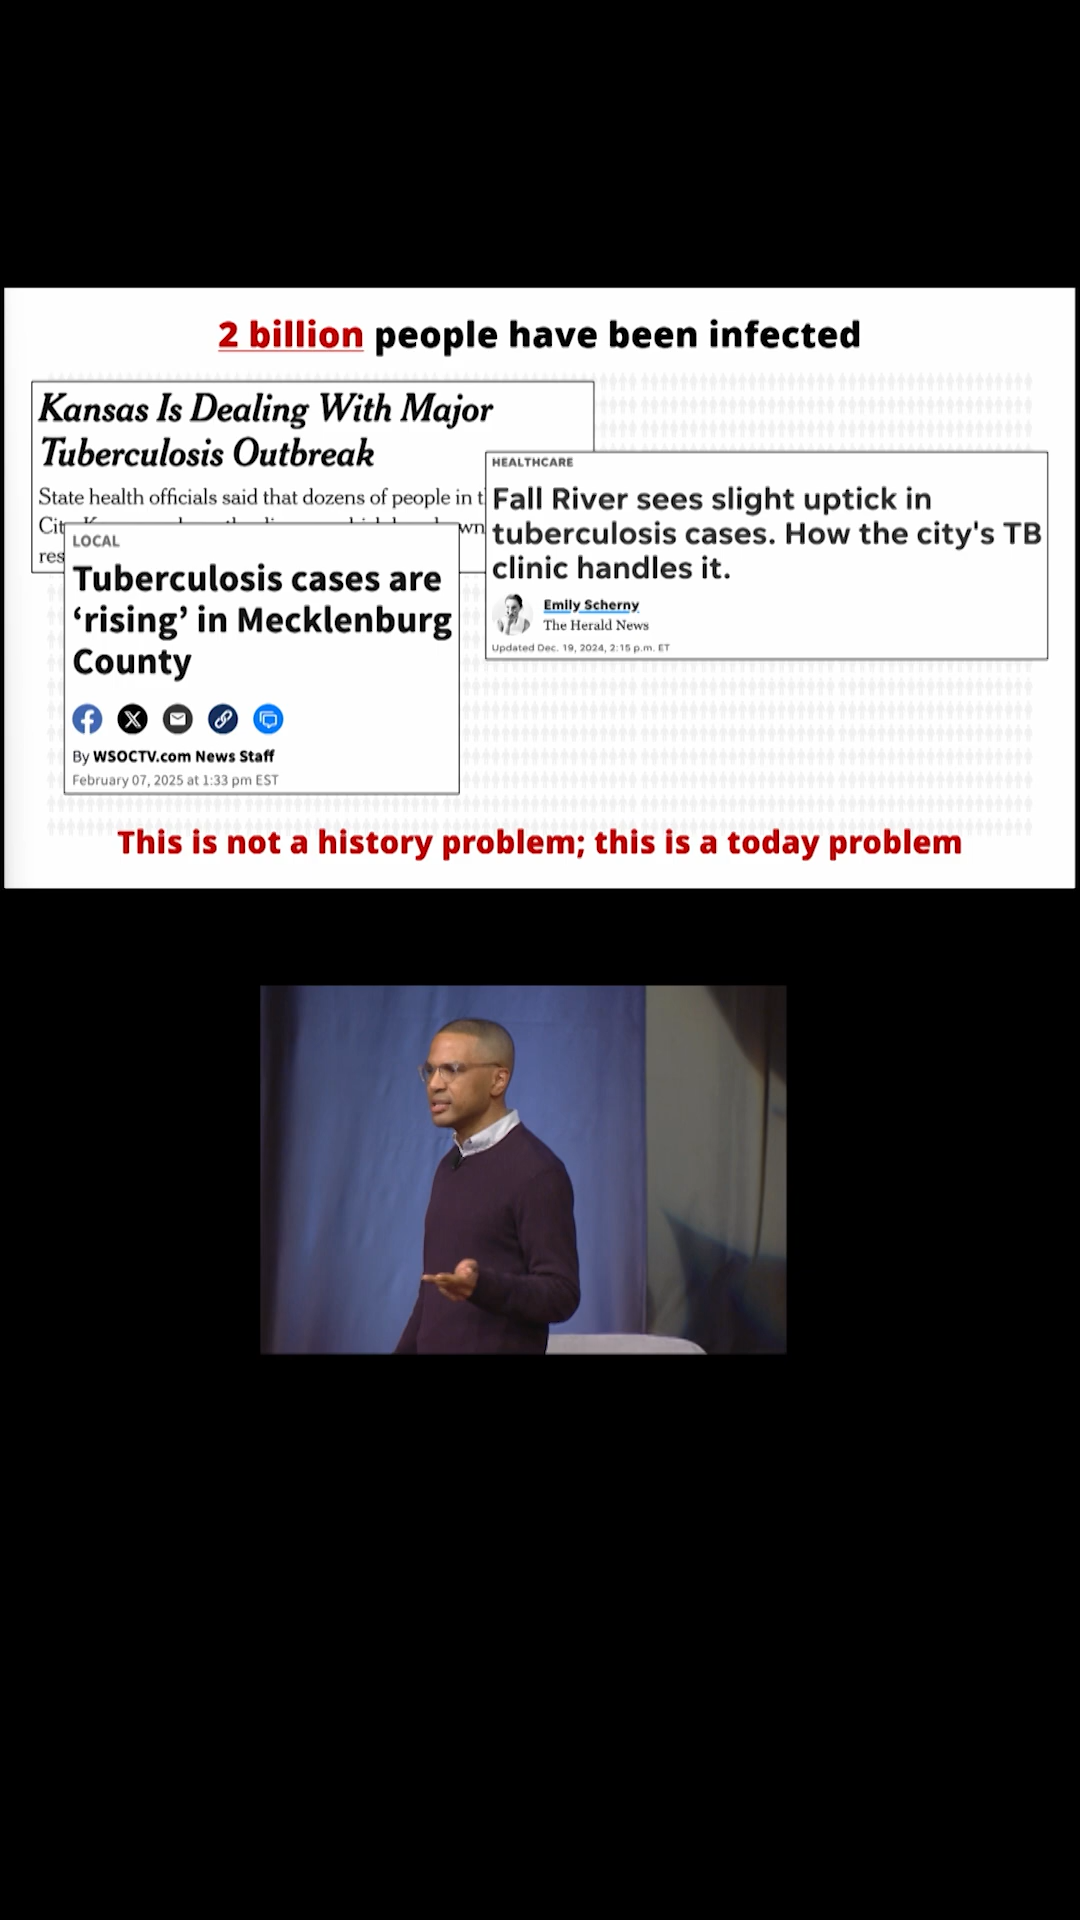 2 billion people have been infected
Kansas Is Dealing With Major
Tuberculosis Outbreak
State health officials said that dozens of people in
LOCAL
Tuberculosis cases are
‘rising’ in Mecklenburg
County
By WSOCTV.com News Staff
February 07, 2025 at 1:33 pm EST
HEALTHCARE
Fall River sees slight uptick in
tuberculosis cases. How the city's TB
clinic handles it.
Emily Scherny
The Herald News
Updated Dec. 19, 2024, 2:15 p.m. ET
This is not a history problem; this is a today problem